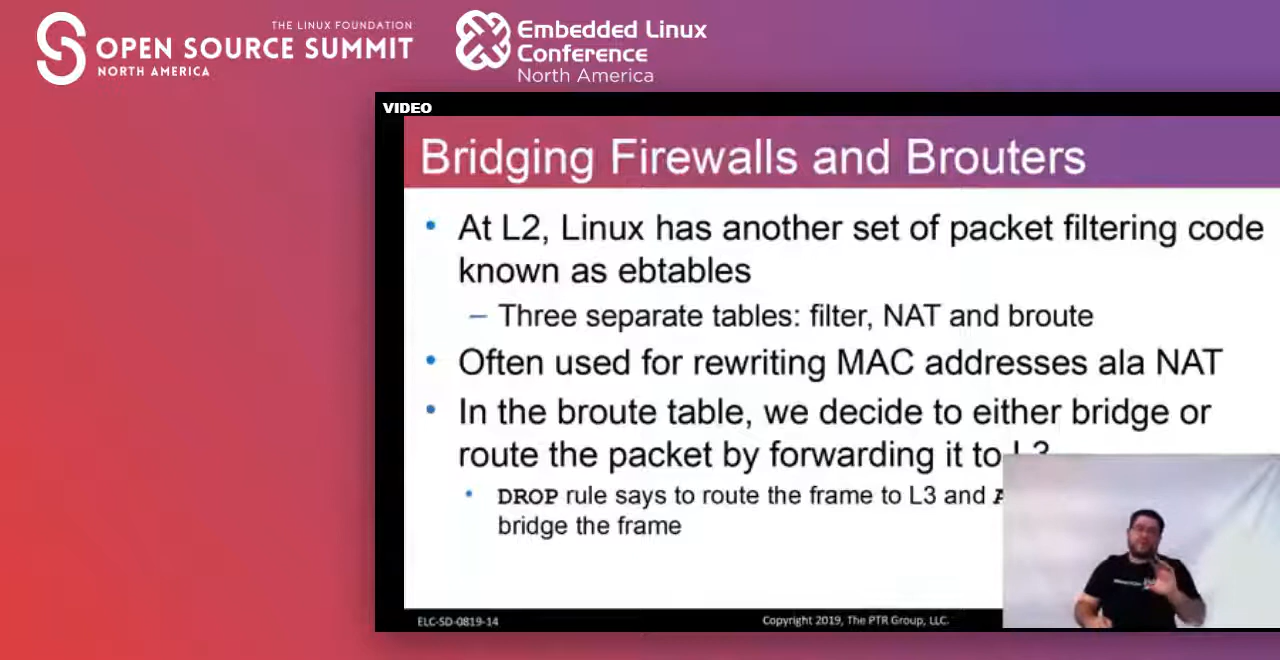 THE LINUX FOUNDATION
OPEN SOURCE SUMMIT
NORTH AMERICA
Embedded Linux
Conference
North America
VIDEO
Bridging Firewalls and Brouters
• At L2, Linux has another set of packet filtering code
known as ebtables
– Three separate tables: filter, NAT and broute
• Often used for rewriting MAC addresses ala NAT
• In the broute table, we decide to either bridge or
route the packet by forwarding it to L3
• DROP rule says to route the frame to L3 and
bridge the frame
ELC-SD-0819-14
Copyright 2019, The PTR Group, LLC.